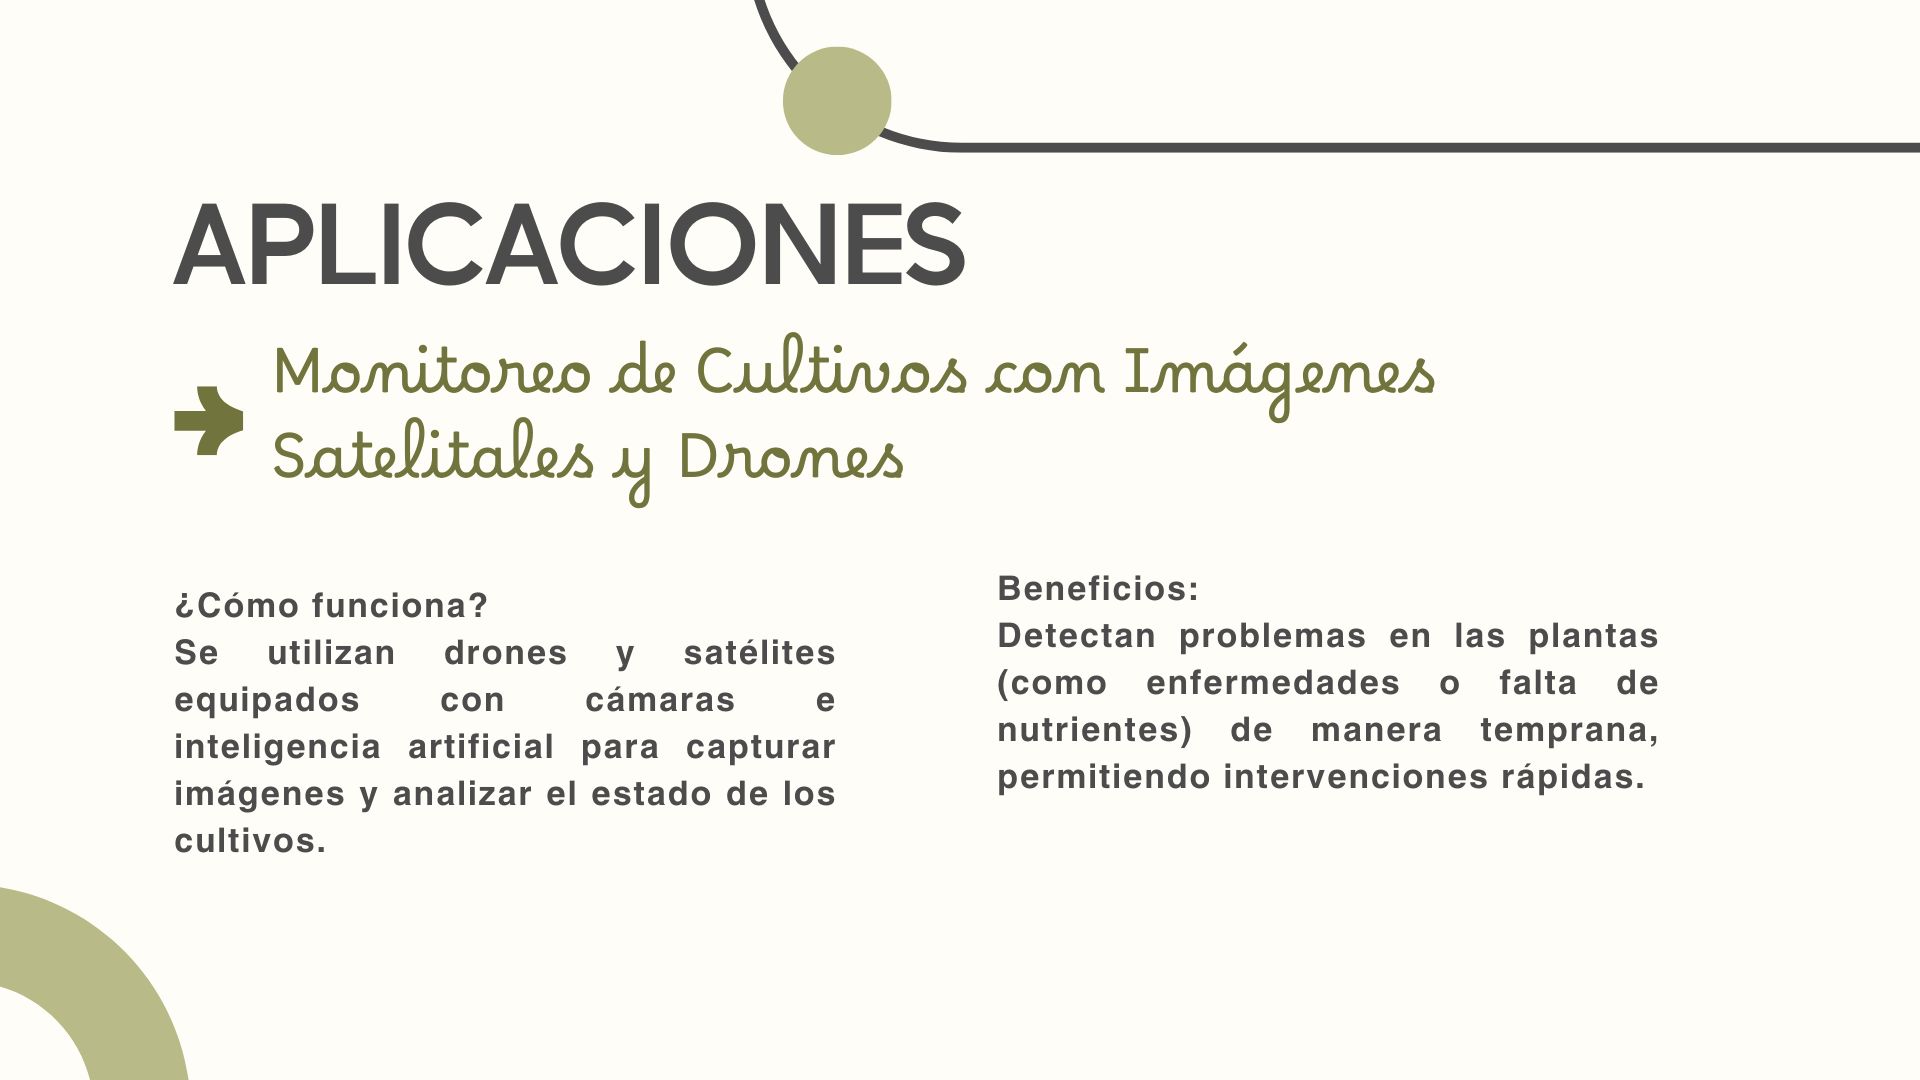 APLICACIONES
Monitoreo de Cultivos con Imágenes
Satelitales y Drones
¿Cómo funciona?
Se utilizan drones y satélites
equipados con cámaras e
inteligencia artificial para capturar
imágenes y analizar el estado de los
cultivos.
Beneficios:
Detectan problemas en las plantas
(como enfermedades o falta de
nutrientes) de manera temprana,
permitiendo intervenciones rápidas.